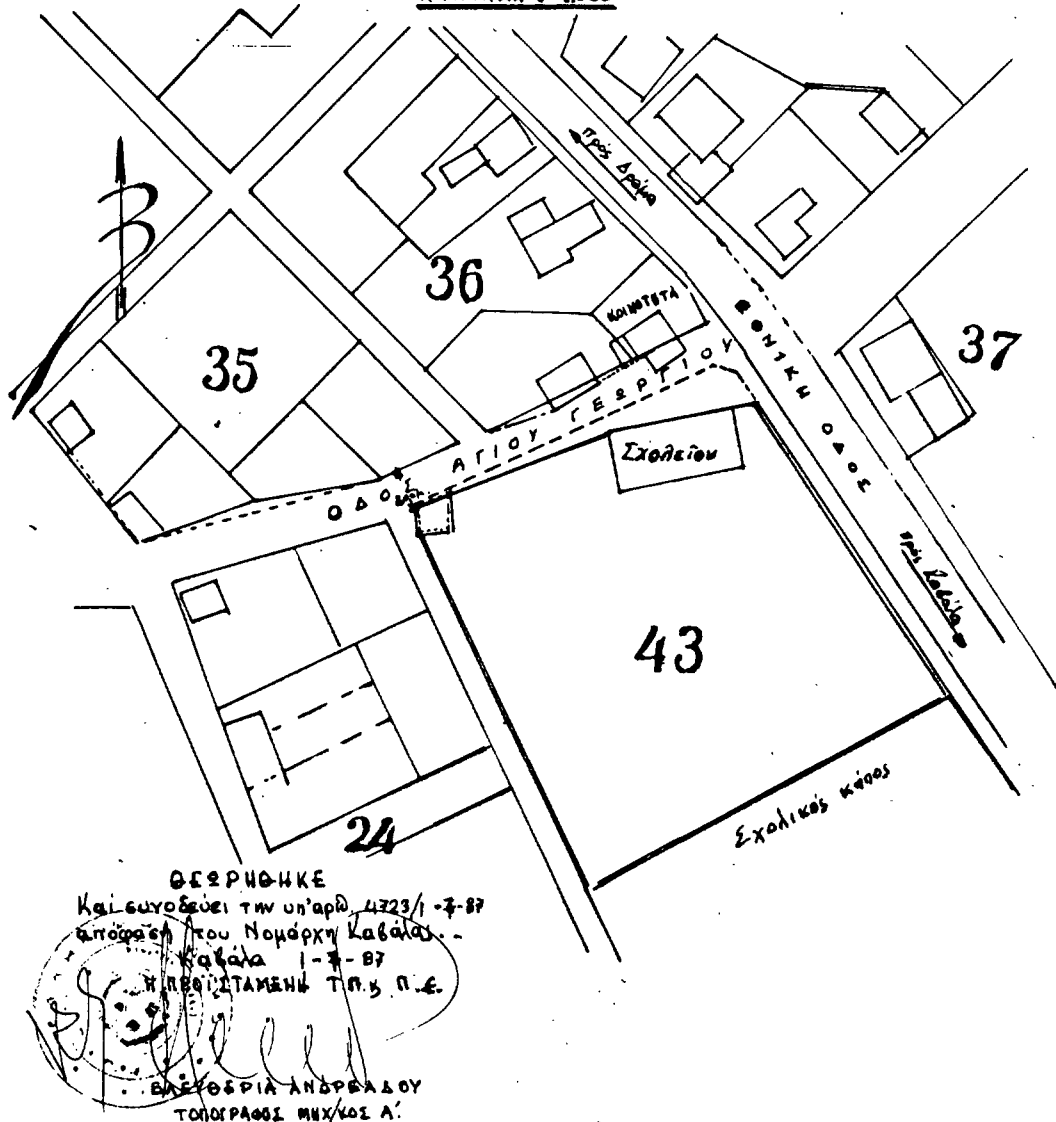 Πρός Δράμα
36
ΚΟΙΝΟΤΗΤΑ
35
37
ΕΘΝΙΚΗ ΟΔΟΣ
ΟΔΟΣ ΑΓΙΟΥ ΓΕΩΡΓΙΟΥ
Σχολείου
πρός Καβάλα
43
Σχολικός κήπος
24
ΘΕΩΡΗΘΗΚΕ
Και συνοδεύει την υπ'αριθ. 4723/1-7-87
απόφαση του Νομάρχη Καβάλας
Καβάλα 1-7-87
Η ΠΡΟΪΣΤΑΜΕΝΗ Τ.Π. & Π.Ε.
ΕΛΕΥΘΕΡΙΑ ΑΝΔΡΕΑΔΟΥ
ΤΟΠΟΓΡΑΦΟΣ ΜΗΧ/ΚΟΣ Α΄.